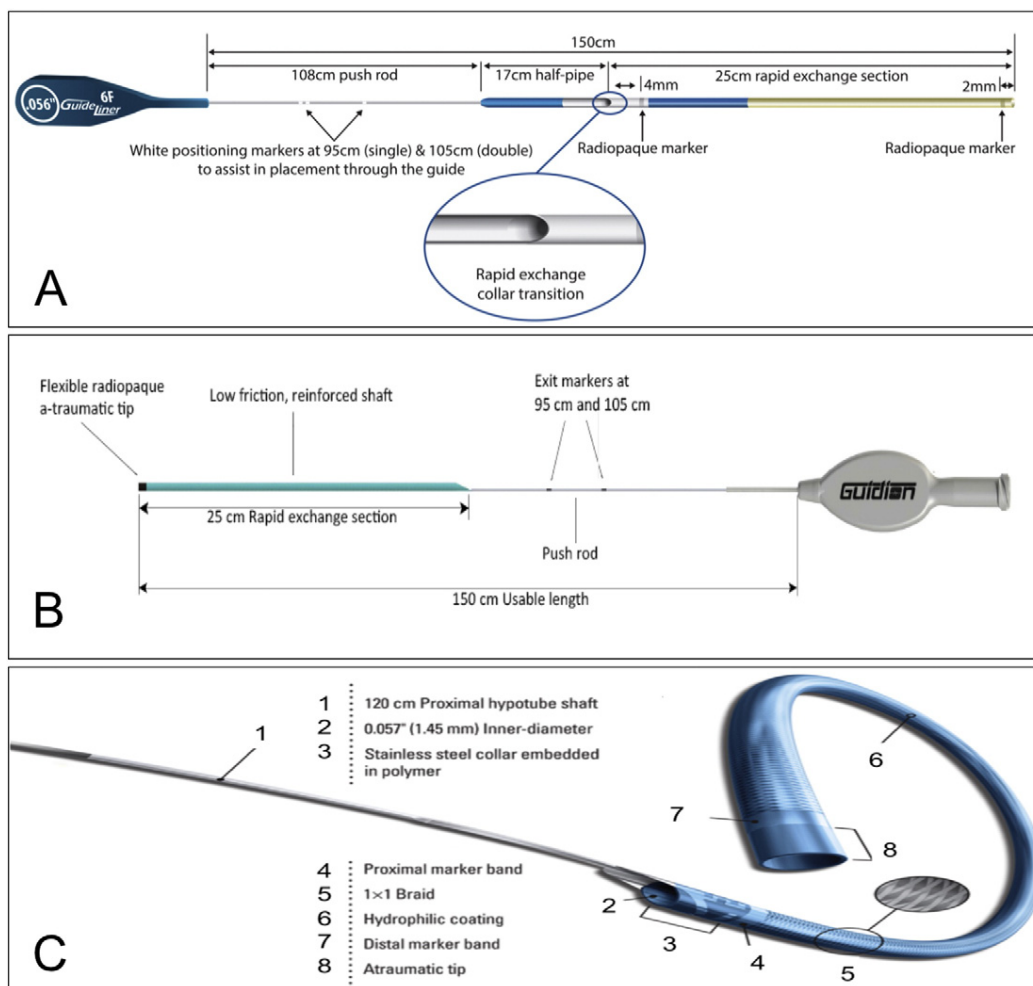 150cm
108cm push rod
17cm half-pipe
25cm rapid exchange section
4mm
2mm
.056"
6F
GuideLiner
White positioning markers at 95cm (single) & 105cm (double)
to assist in placement through the guide
Radiopaque marker
Radiopaque marker
Rapid exchange
collar transition
A
Flexible radiopaque
a-traumatic tip
Low friction, reinforced shaft
Exit markers at
95 cm and 105 cm
GUIDION
25 cm Rapid exchange section
Push rod
150 cm Usable length
B
1 120 cm Proximal hypotube shaft
2 0.057" (1.45 mm) Inner-diameter
3 Stainless steel collar embedded
in polymer
4 Proximal marker band
5 1×1 Braid
6 Hydrophilic coating
7 Distal marker band
8 Atraumatic tip
1
2
3
4
5
6
7
8
C